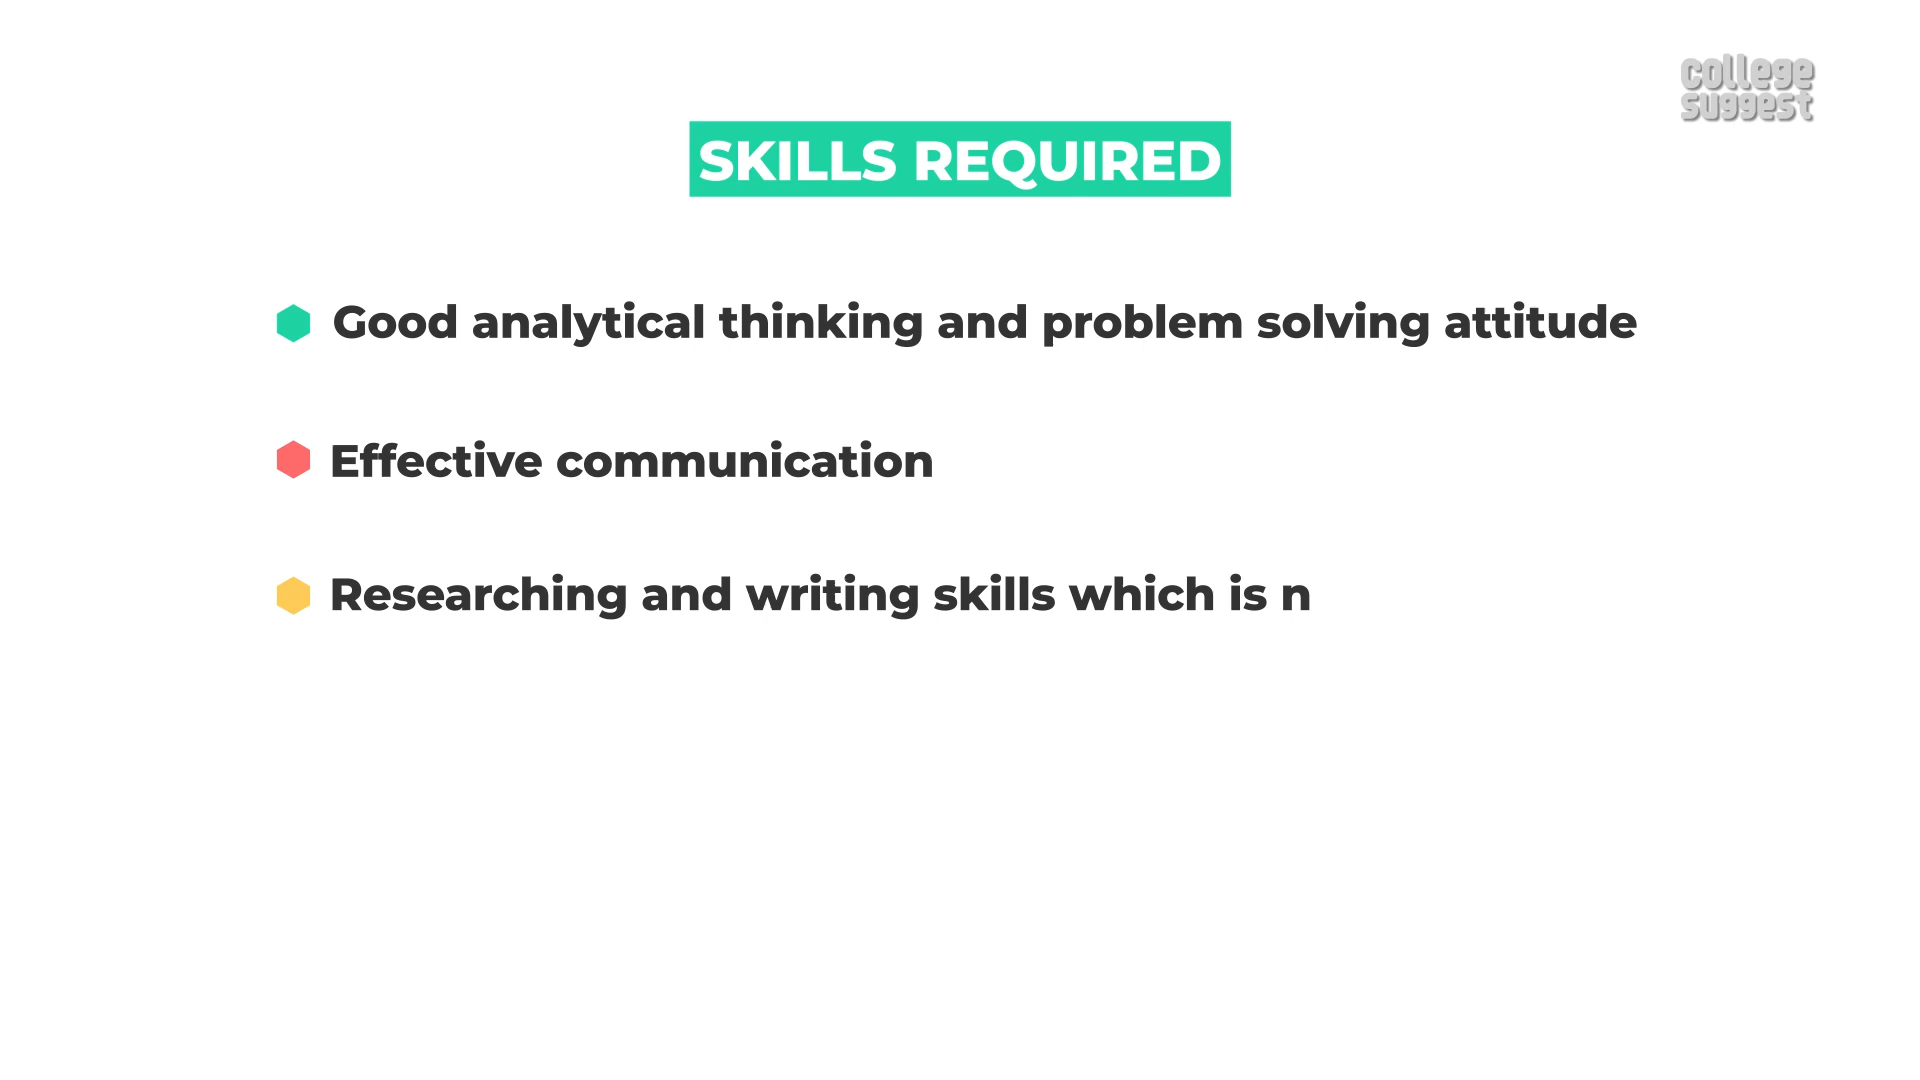 college
suggest
SKILLS REQUIRED
Good analytical thinking and problem solving attitude
Effective communication
Researching and writing skills which is n